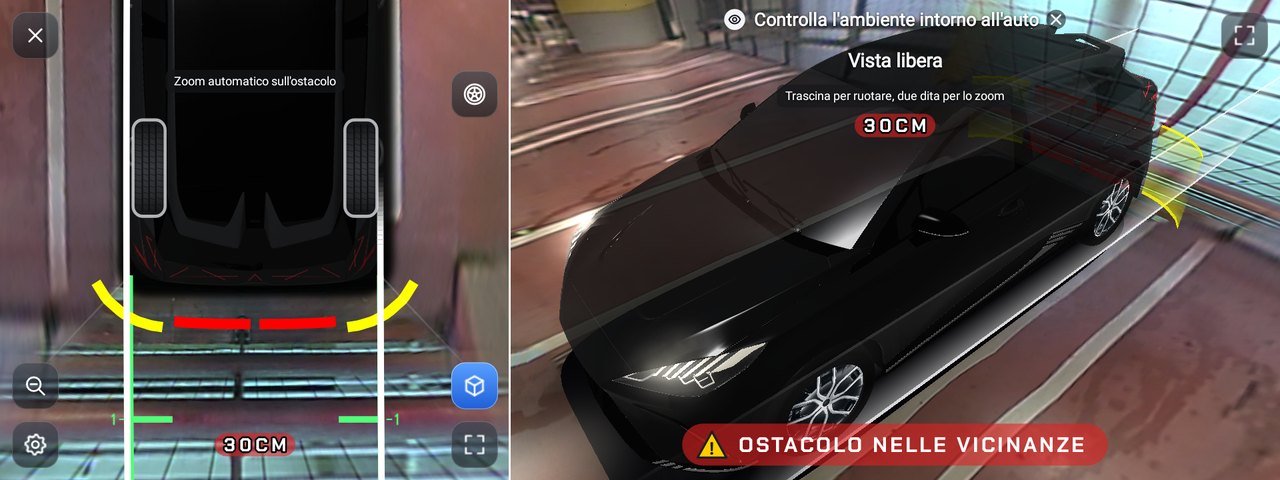 Zoom automatico sull'ostacolo
1
1
30CM
Controlla l'ambiente intorno all'auto
Vista libera
Trascina per ruotare, due dita per lo zoom
30CM
OSTACOLO NELLE VICINANZE